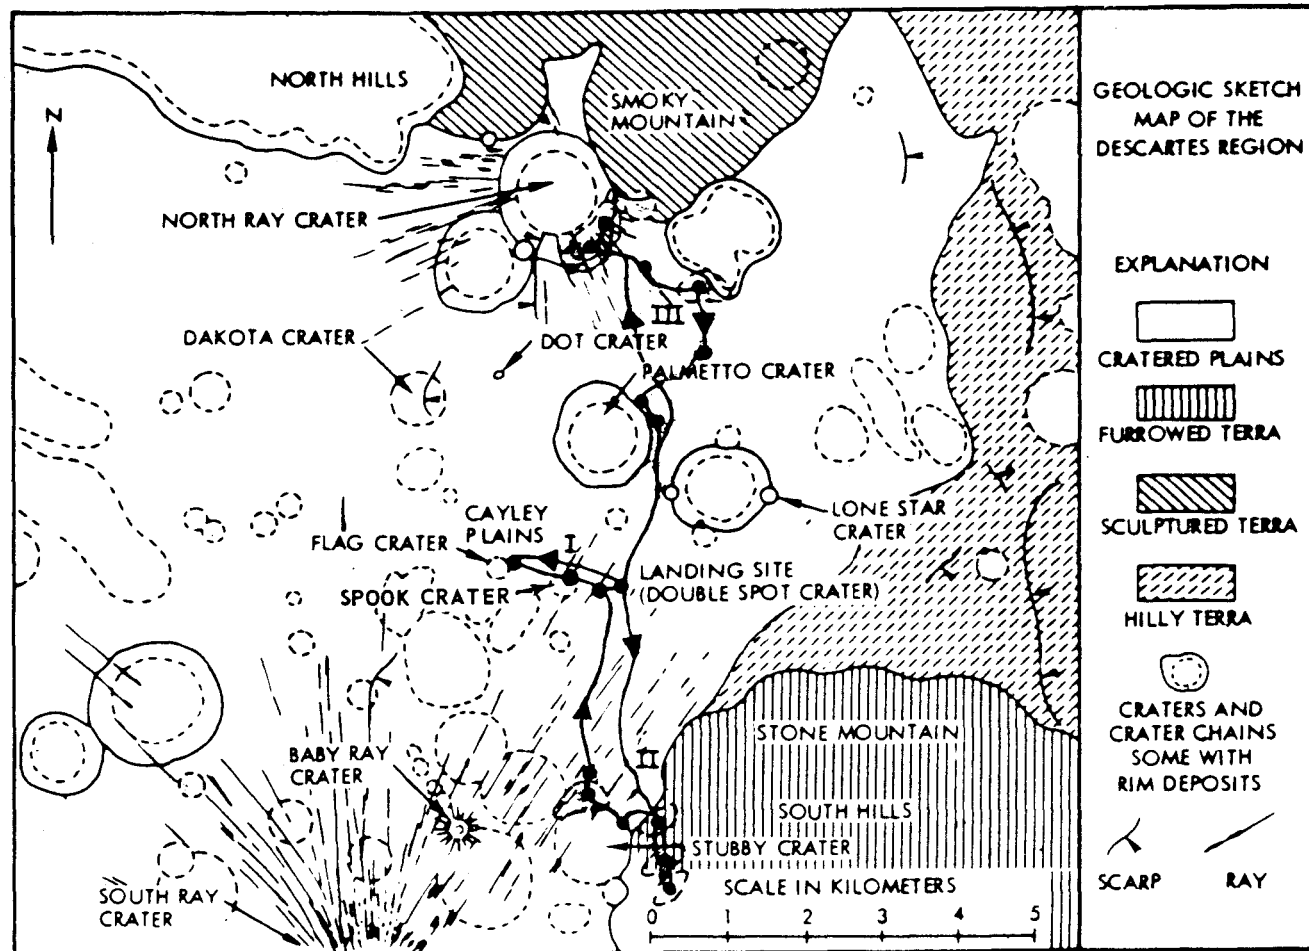 NORTH HILLS
N
SMOKY
MOUNTAIN
NORTH RAY CRATER
III
DAKOTA CRATER
DOT CRATER
PALMETTO CRATER
CAYLEY
PLAINS
I
FLAG CRATER
LONE STAR
CRATER
SPOOK CRATER
LANDING SITE
(DOUBLE SPOT CRATER)
BABY RAY
CRATER
II
STONE MOUNTAIN
SOUTH HILLS
STUBBY CRATER
SOUTH RAY
CRATER
SCALE IN KILOMETERS
0 1 2 3 4 5
GEOLOGIC SKETCH
MAP OF THE
DESCARTES REGION
EXPLANATION
CRATERED PLAINS
FURROWED TERRA
SCULPTURED TERRA
HILLY TERRA
CRATERS AND
CRATER CHAINS
SOME WITH
RIM DEPOSITS
SCARP RAY